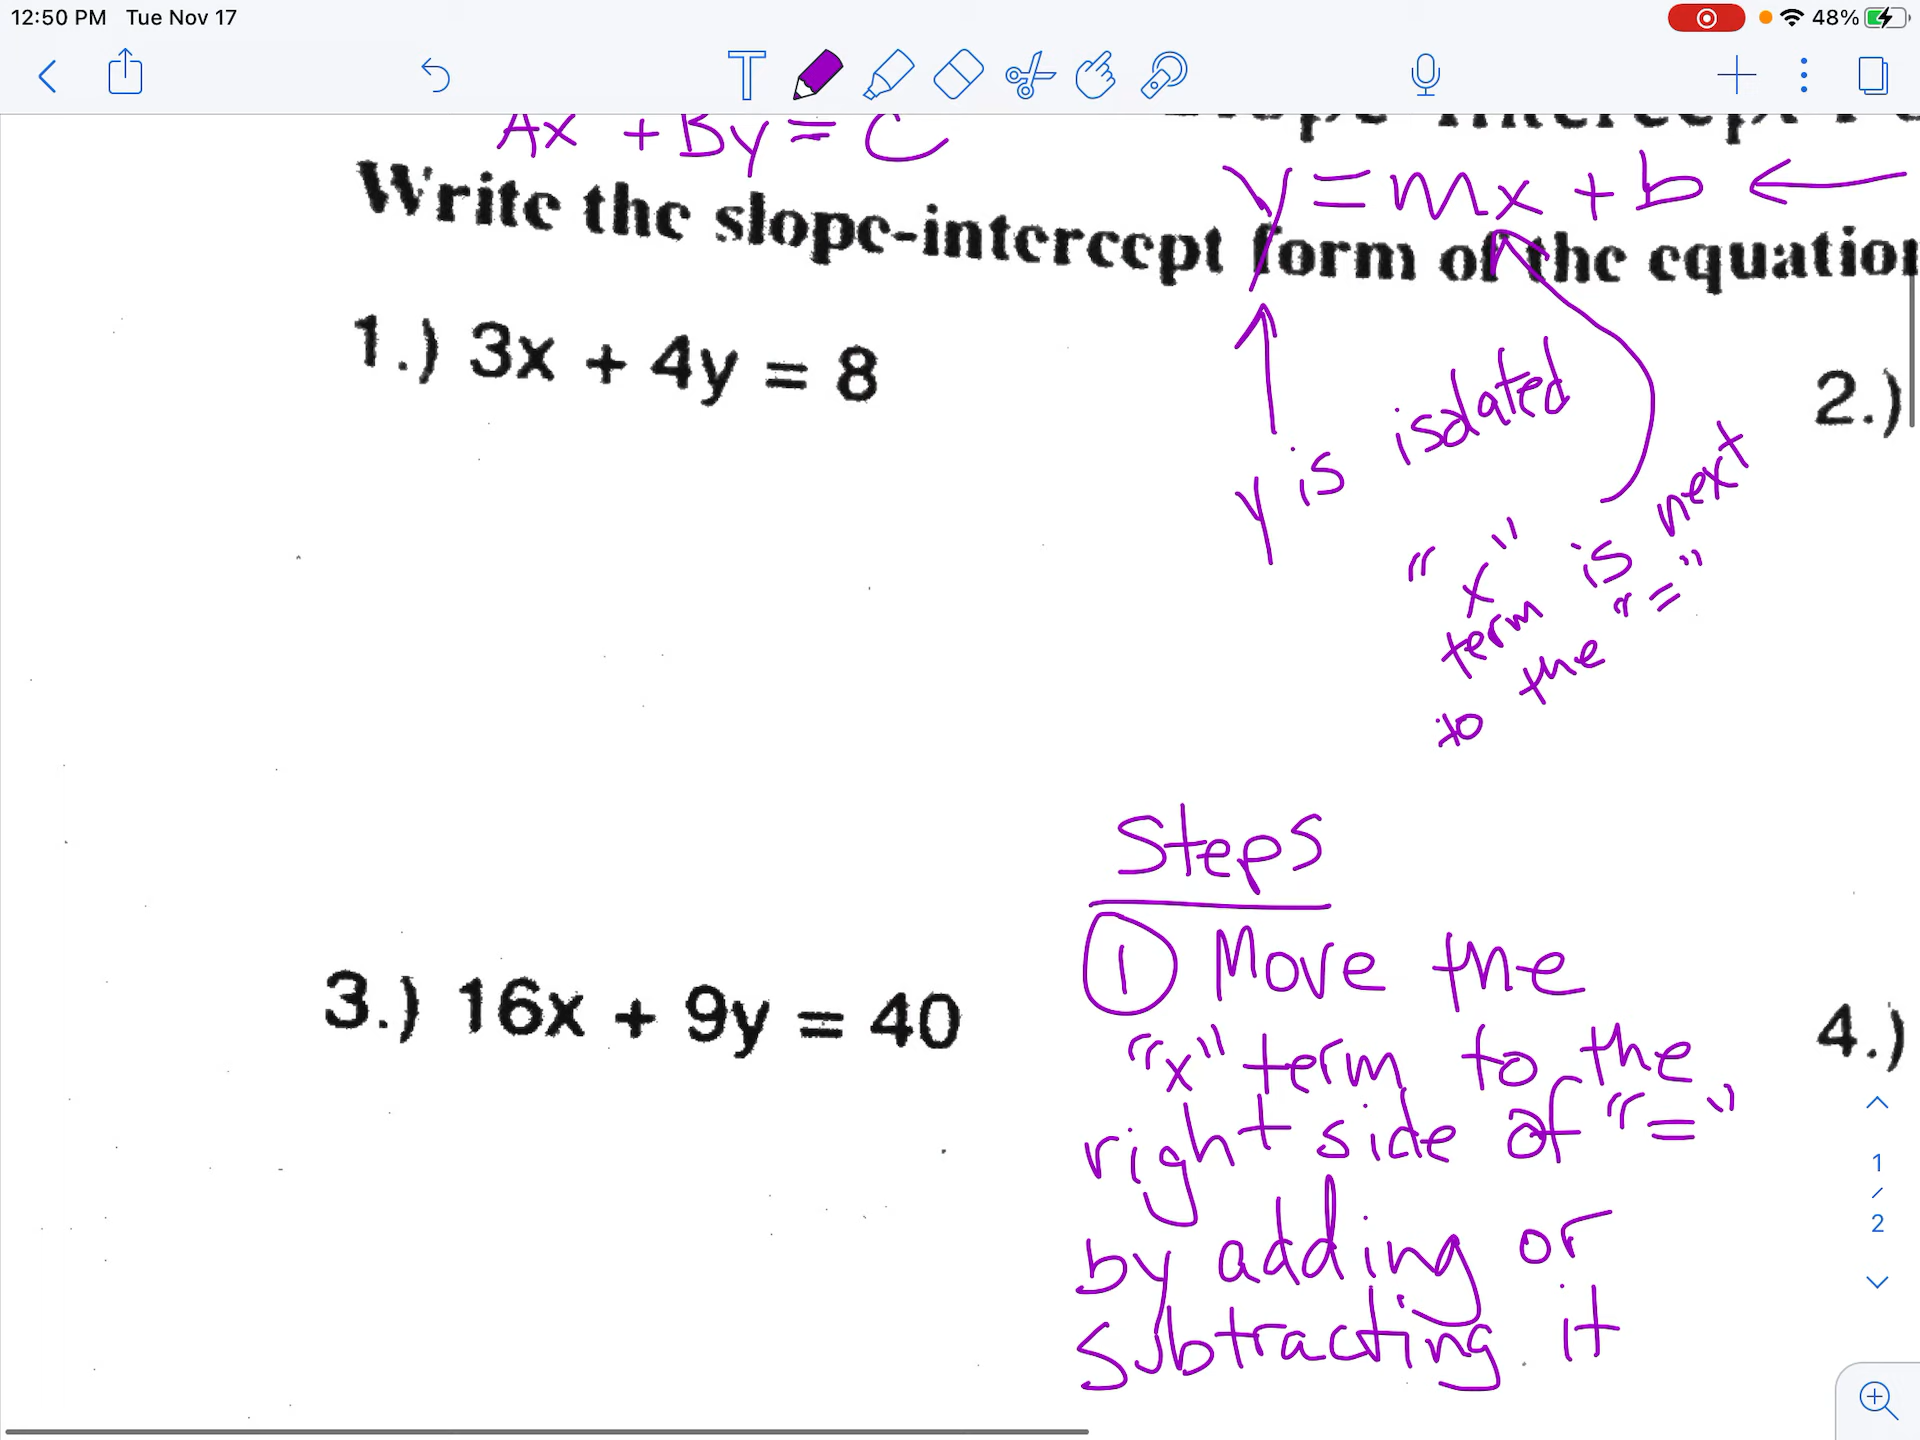 12:50 PM Tue Nov 17
48%
T
Ax + By = C
y = mx + b
Write the slope-intercept form of the equation
1.) 3x + 4y = 8
2.)
y is isolated
"x" is next
term "="
to the
Steps
① Move the
"x" term to the
right side of "="
by adding or
subtracting it
3.) 16x + 9y = 40
4.)
1
/
2